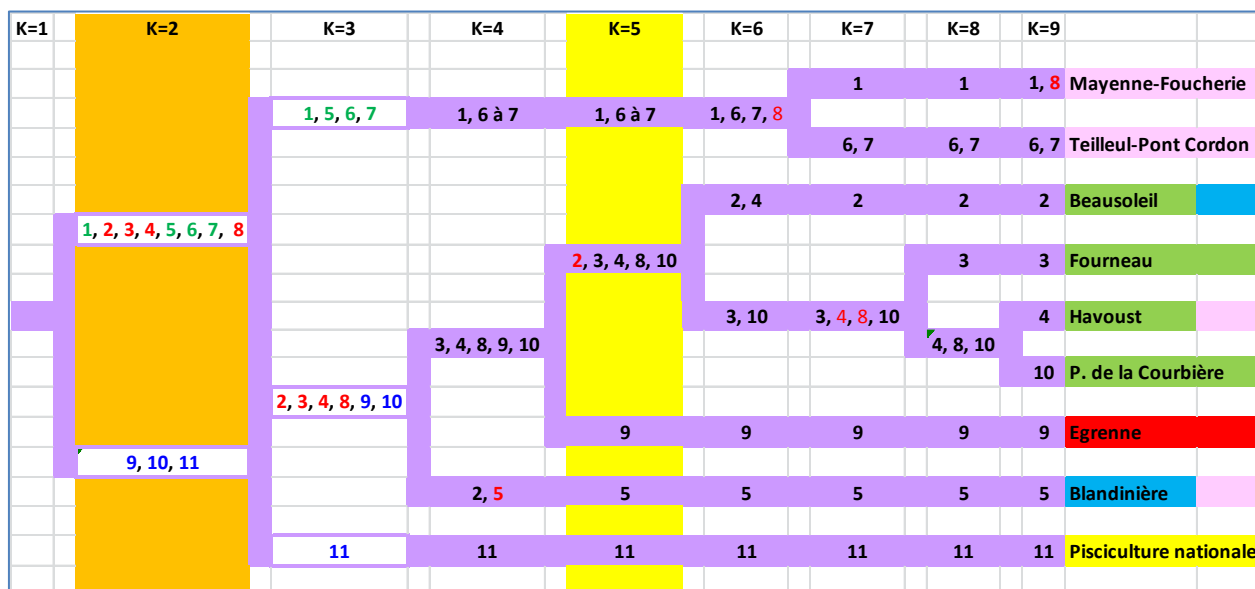 K=1 K=2 K=3 K=4 K=5 K=6 K=7 K=8 K=9
1 1 1, 8 Mayenne-Foucherie
1, 5, 6, 7 1, 6 à 7 1, 6 à 7 1, 6, 7, 8
6, 7 6, 7 6, 7 Teilleul-Pont Cordon
2, 4 2 2 2 Beausoleil
1, 2, 3, 4, 5, 6, 7, 8
2, 3, 4, 8, 10 3 3 Fourneau
3, 10 3, 4, 8, 10 4 Havoust
3, 4, 8, 9, 10 4, 8, 10
10 P. de la Courbière
2, 3, 4, 8, 9, 10
9 9 9 9 9 Egrenne
9, 10, 11
2, 5 5 5 5 5 5 Blandinière
11 11 11 11 11 11 11 Pisciculture nationale